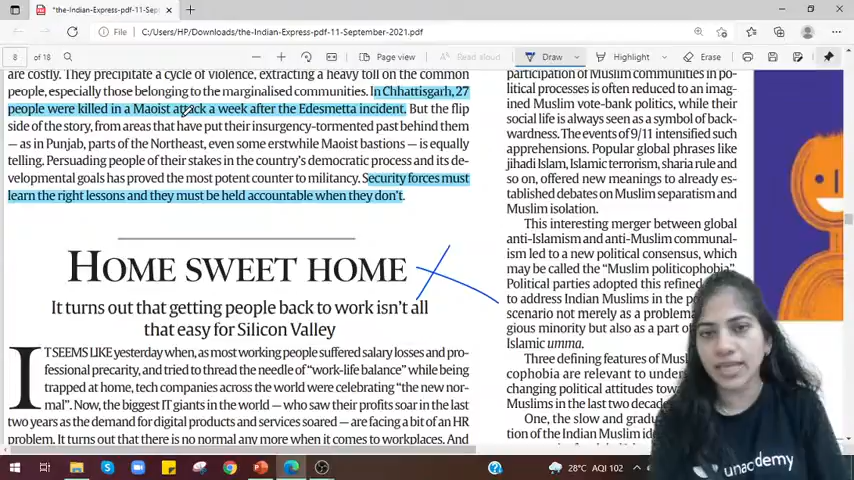 *the-Indian-Express-pdf-11-Sept
File
C:/Users/HP/Downloads/the-Indian-Express-pdf-11-September-2021.pdf
8 of 18
Page view
Read aloud
Draw
Highlight
Erase
are costly. They precipitate a cycle of violence, extracting a heavy toll on the common
people, especially those belonging to the marginalised communities. In Chhattisgarh, 27
people were killed in a Maoist attack a week after the Edesmetta incident. But the flip
side of the story, from areas that have put their insurgency-tormented past behind them
— as in Punjab, parts of the Northeast, even some erstwhile Maoist bastions — is equally
telling. Persuading people of their stakes in the country's democratic process and its de-
velopmental goals has proved the most potent counter to militancy. Security forces must
learn the right lessons and they must be held accountable when they don't.
HOME SWEET HOME
It turns out that getting people back to work isn't all
that easy for Silicon Valley
IT SEEMS LIKE yesterday when, as most working people suffered salary losses and pro-
fessional precarity, and tried to thread the needle of "work-life balance" while being
trapped at home, tech companies across the world were celebrating "the new nor-
mal". Now, the biggest IT giants in the world — who saw their profits soar in the last
two years as the demand for digital products and services soared — are facing a bit of an HR
problem. It turns out that there is no normal any more when it comes to workplaces. And
participation of Muslim communities in po-
litical processes is often reduced to an imag-
ined Muslim vote-bank politics, while their
social life is always seen as a symbol of back-
wardness. The events of 9/11 intensified such
apprehensions. Popular global phrases like
jihadi Islam, Islamic terrorism, sharia rule and
so on, offered new meanings to already es-
tablished debates on Muslim separatism and
Muslim isolation.
This interesting merger between global
anti-Islamism and anti-Muslim communal-
ism led to a new political consensus, which
may be called the "Muslim politicophobia".
Political parties adopted this refined
to address Indian Muslims in the
scenario not merely as a problema
gious minority but also as a part of
Islamic umma.
Three defining features of
cophobia are relevant to under
changing political attitudes
Muslims in the last two decade
One, the slow and
tion of the Indian Muslim
unacademy
28°C AQI 102